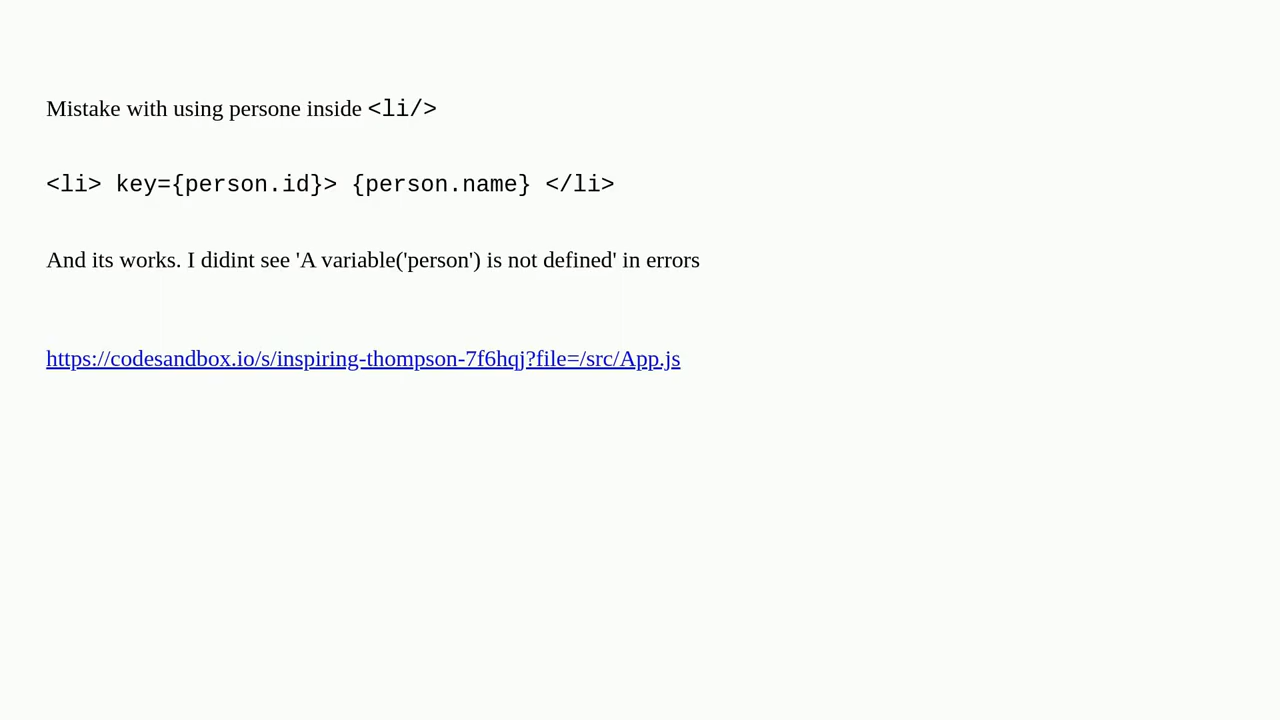 Mistake with using persone inside <li/>
<li> key={person.id}> {person.name} </li>
And its works. I didint see 'A variable('person') is not defined' in errors
https://codesandbox.io/s/inspiring-thompson-7f6hqj?file=/src/App.js